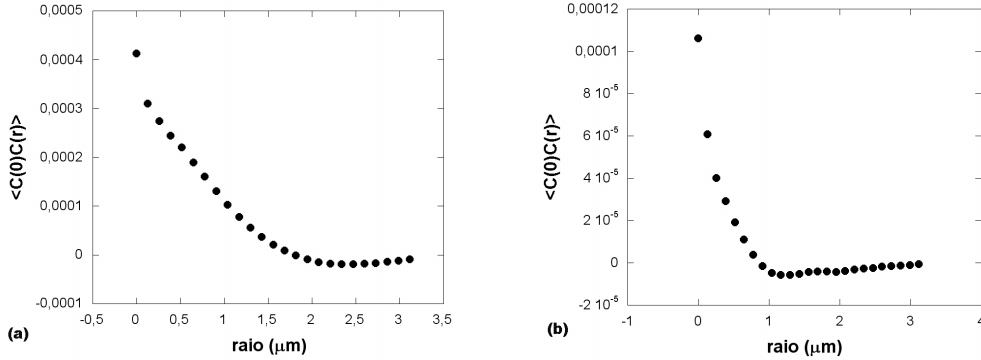 0,0005
0,0004
0,0003
0,0002
0,0001
0
-0,0001
<C(0)C(r)>
-0,5 0 0,5 1 1,5 2 2,5 3 3,5
raio (μm)
(a)
0,00012
0,0001
8 10⁻⁵
6 10⁻⁵
4 10⁻⁵
2 10⁻⁵
0
-2 10⁻⁵
<C(0)C(r)>
-1 0 1 2 3 4
raio (μm)
(b)